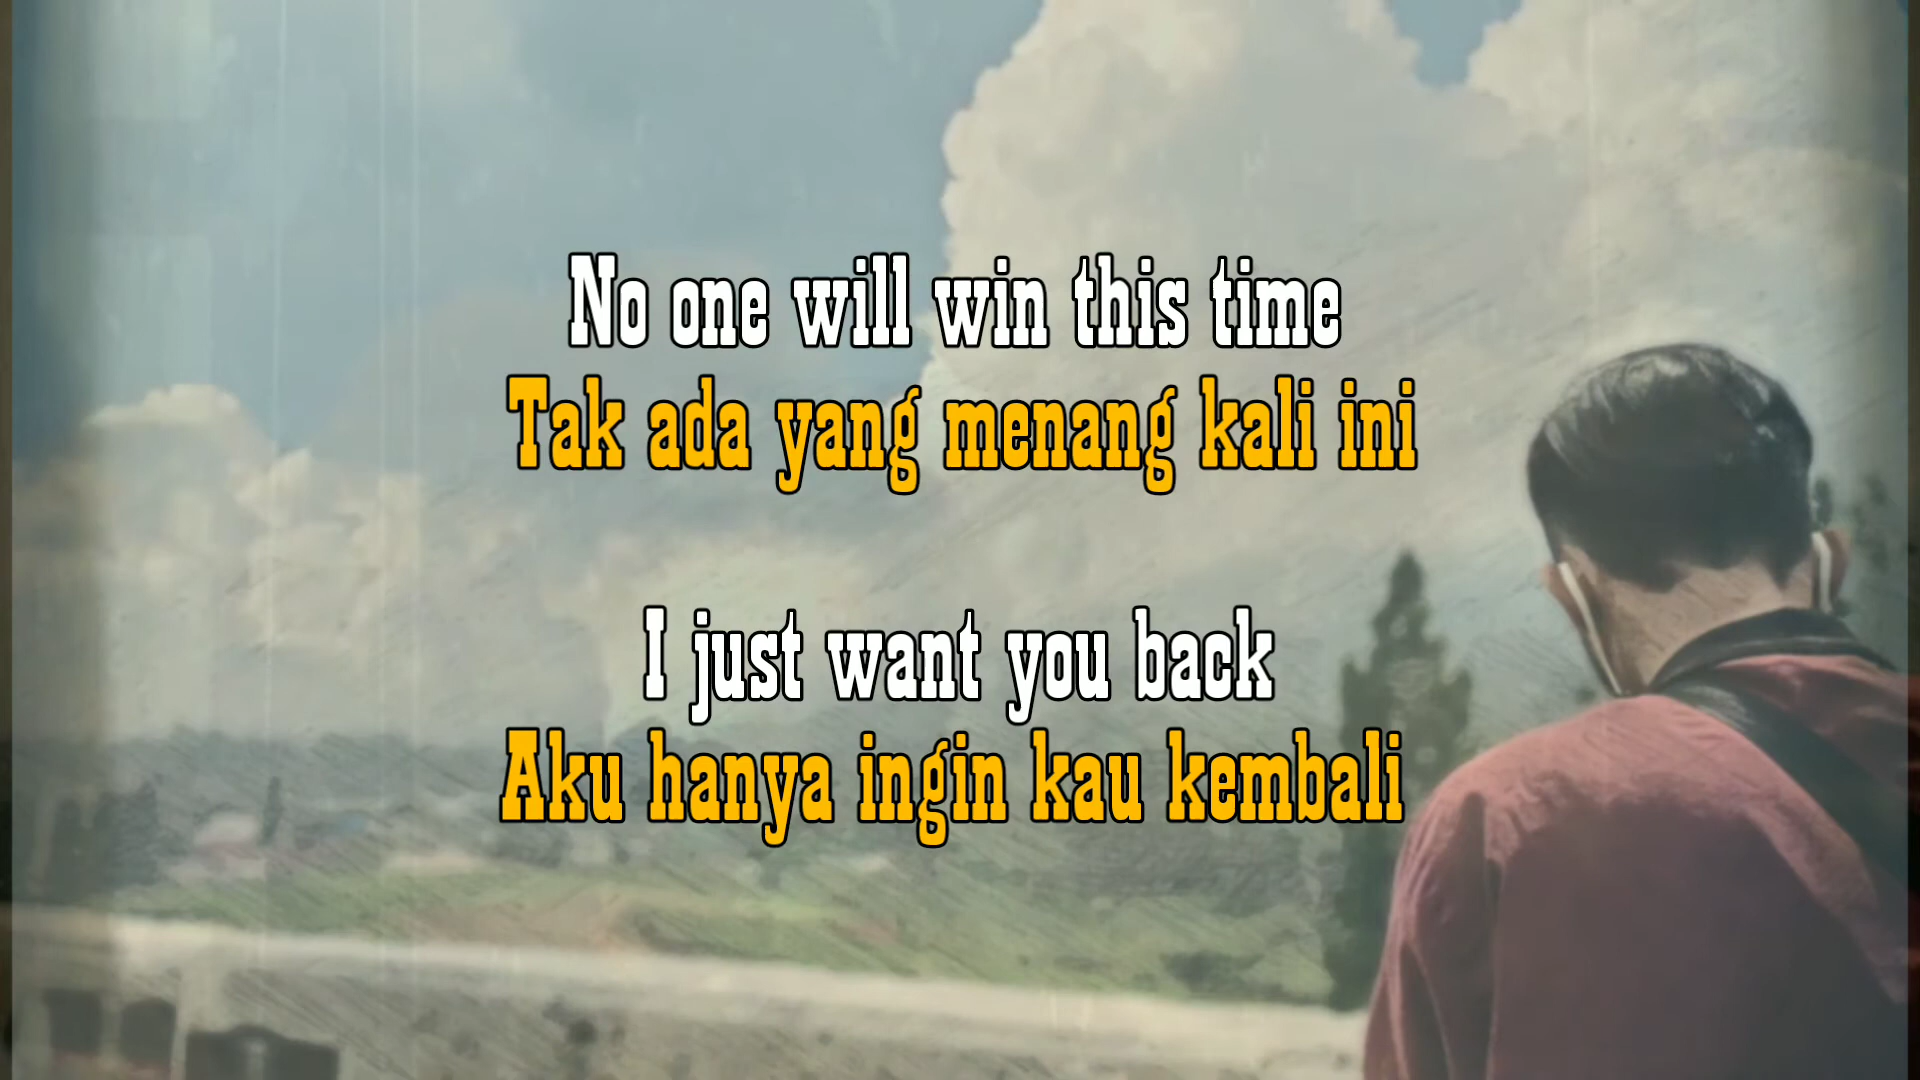 No one will win this time
Tak ada yang menang kali ini
I just want you back
Aku hanya ingin kau kembali